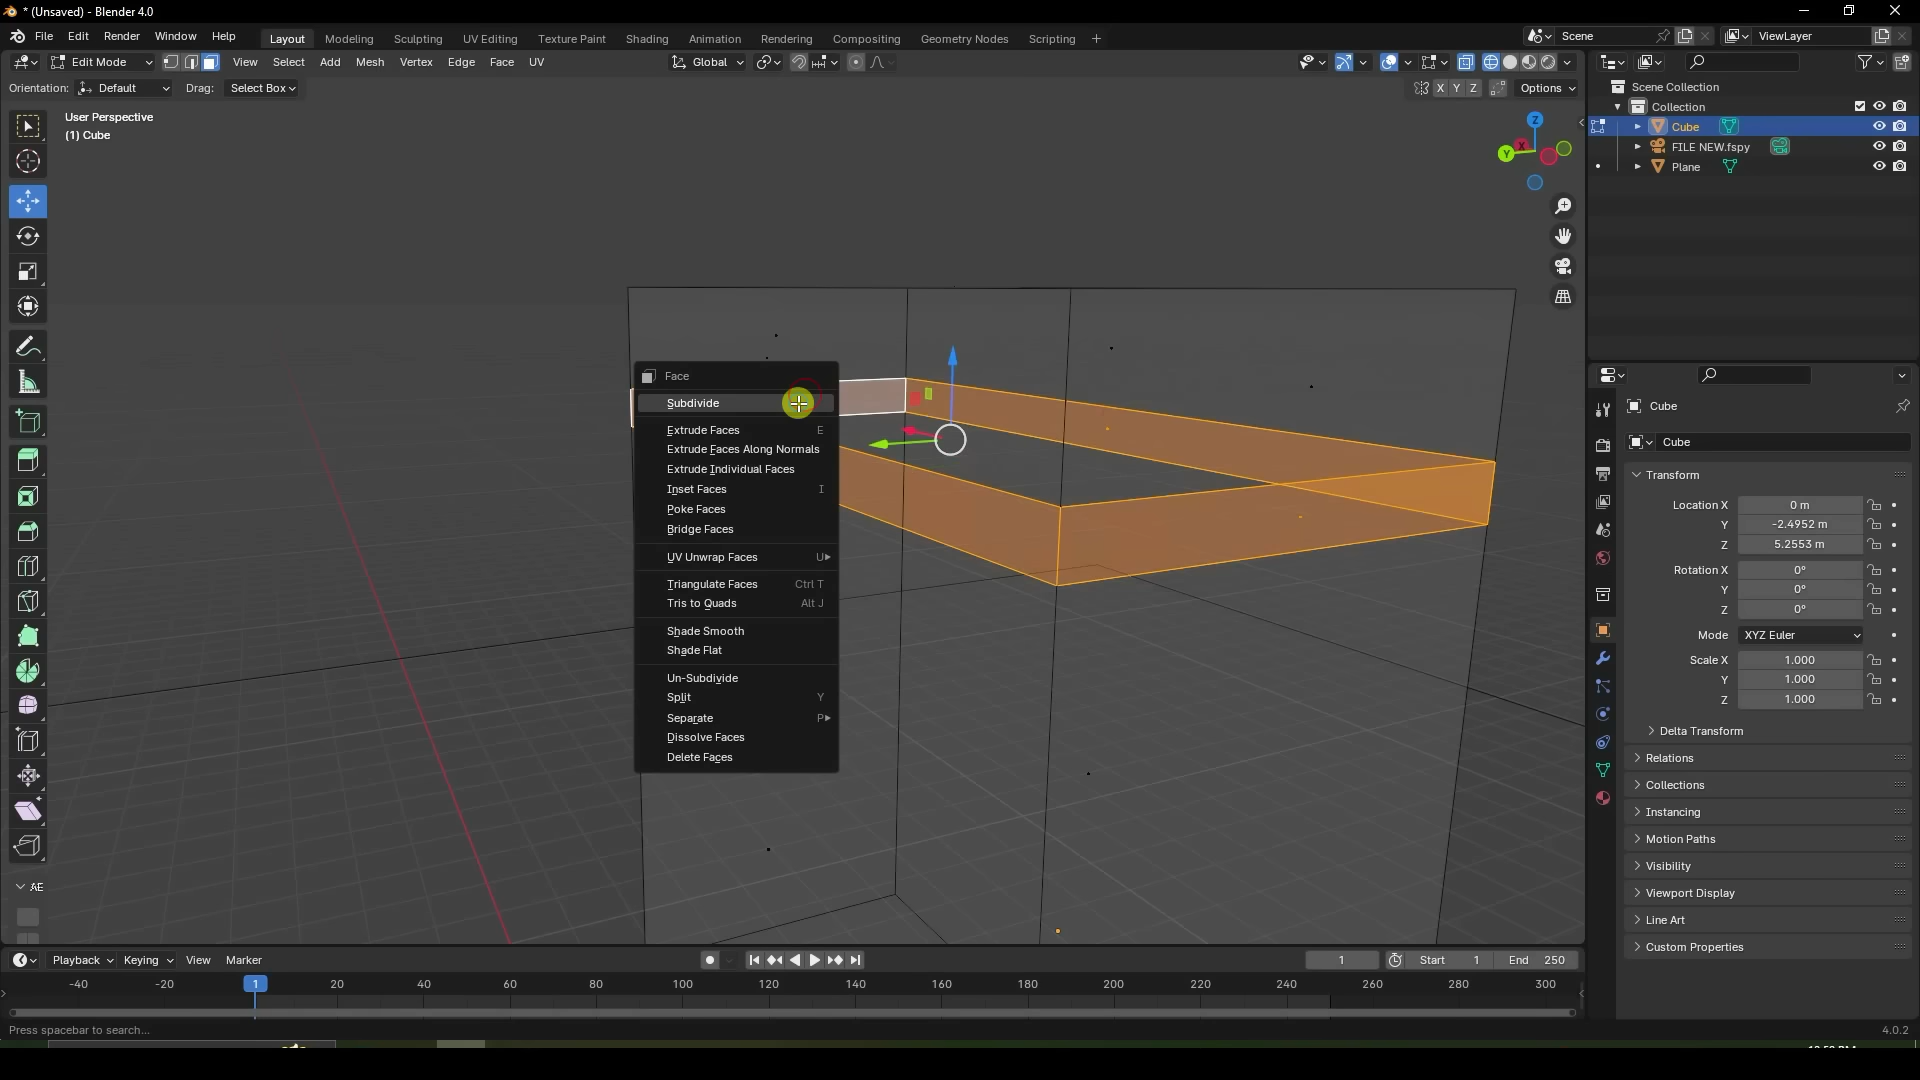 * (Unsaved) - Blender 4.0
File Edit Render Window Help
Layout Modeling Sculpting UV Editing Texture Paint Shading Animation Rendering Compositing Geometry Nodes Scripting +
Scene
ViewLayer
Edit Mode View Select Add Mesh Vertex Edge Face UV
Global
Orientation: Default Drag: Select Box
X Y Z Options
User Perspective
(1) Cube
Z
X
Y
Scene Collection
Collection
Cube
FILE NEW.fspy
Plane
Face
Subdivide
Extrude Faces E
Extrude Faces Along Normals
Extrude Individual Faces
Inset Faces I
Poke Faces
Bridge Faces
UV Unwrap Faces U
Triangulate Faces Ctrl T
Tris to Quads Alt J
Shade Smooth
Shade Flat
Un-Subdivide
Split Y
Separate P
Dissolve Faces
Delete Faces
AE
Cube
Cube
Transform
Location X 0 m
Y -2.4952 m
Z 5.2553 m
Rotation X 0°
Y 0°
Z 0°
Mode XYZ Euler
Scale X 1.000
Y 1.000
Z 1.000
Delta Transform
Relations
Collections
Instancing
Motion Paths
Visibility
Viewport Display
Line Art
Custom Properties
Playback Keying View Marker
1 Start 1 End 250
-40 -20 1 20 40 60 80 100 120 140 160 180 200 220 240 260 280 300
Press spacebar to search...
4.0.2